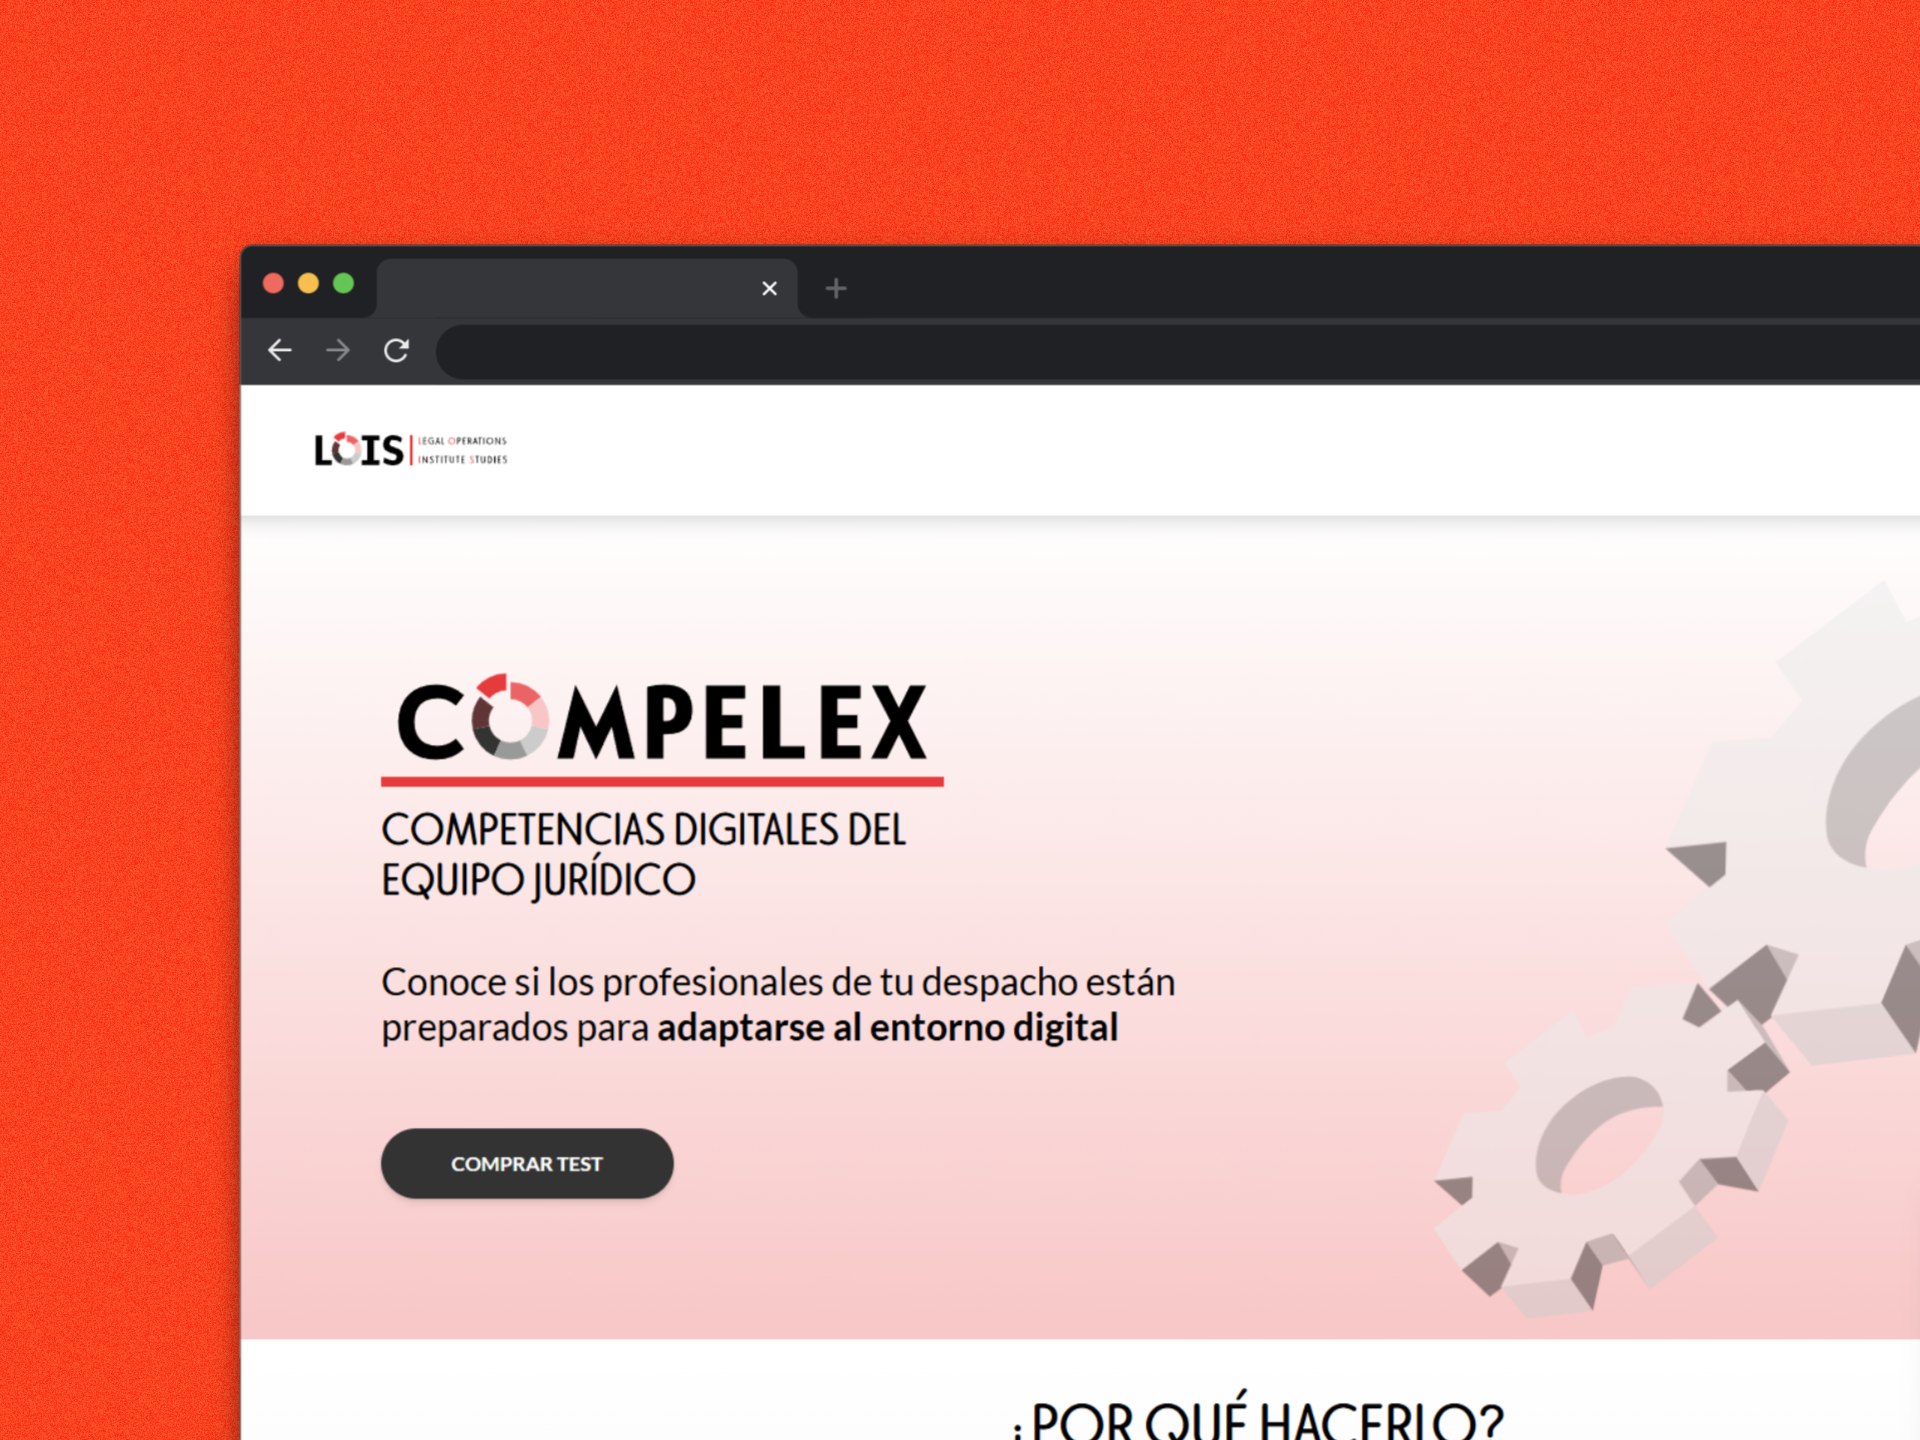 LOIS
LEGAL OPERATIONS
INSTITUTE STUDIES
COMPELEX
COMPETENCIAS DIGITALES DEL
EQUIPO JURÍDICO
Conoce si los profesionales de tu despacho están
preparados para adaptarse al entorno digital
COMPRAR TEST
¿POR QUÉ HACERLO?